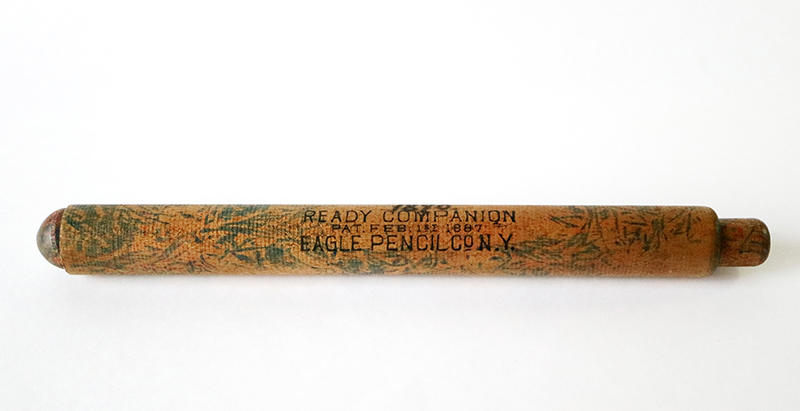 READY COMPANION
PAT. FEB. 1ST 1887
EAGLE PENCIL CO N.Y.